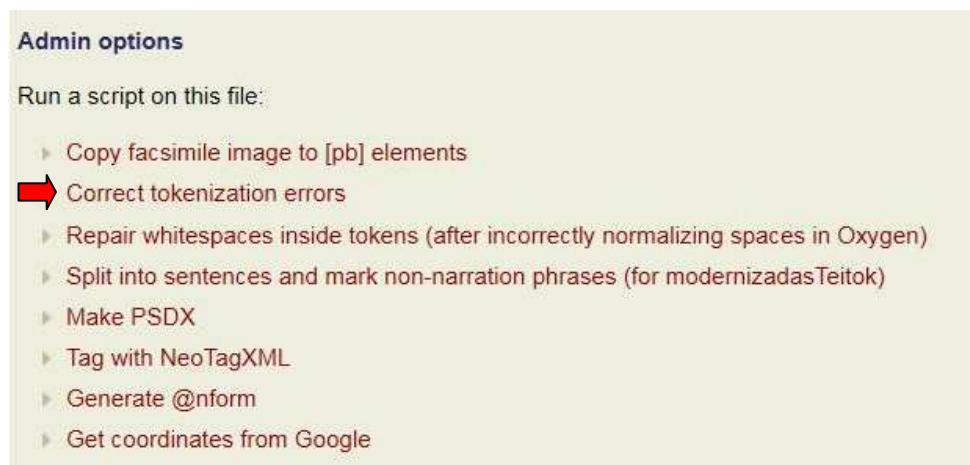 Admin options
Run a script on this file:
Copy facsimile image to [pb] elements
Correct tokenization errors
Repair whitespaces inside tokens (after incorrectly normalizing spaces in Oxygen)
Split into sentences and mark non-narration phrases (for modernizadasTeitok)
Make PSDX
Tag with NeoTagXML
Generate @nform
Get coordinates from Google